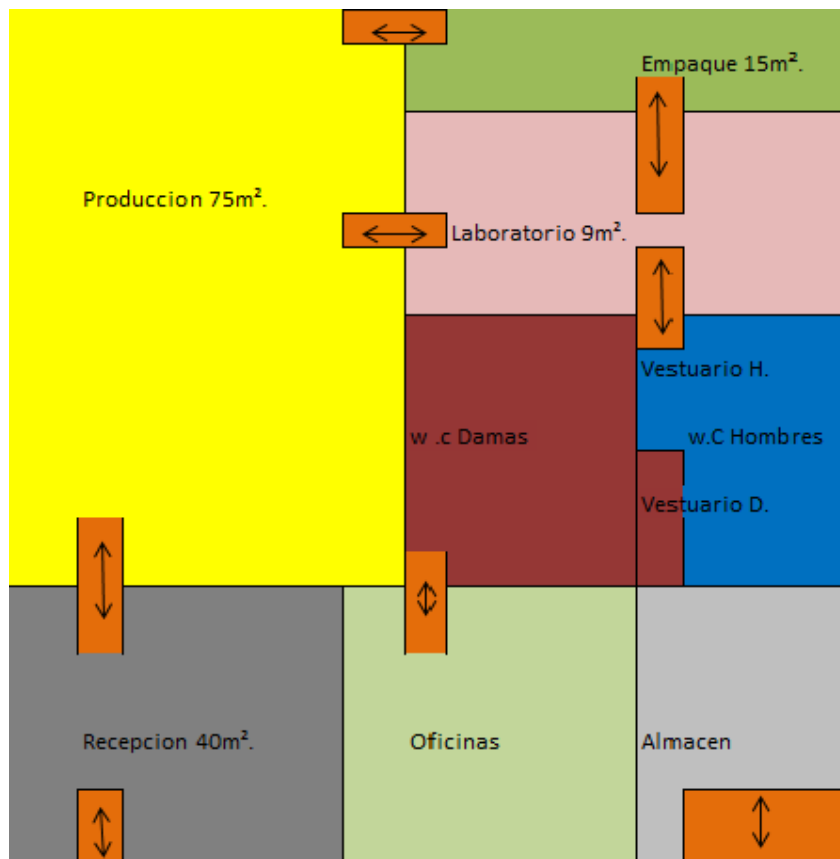 Empaque 15m².
Produccion 75m².
Laboratorio 9m².
Vestuario H.
w .c Damas
w.C Hombres
Vestuario D.
Recepcion 40m².
Oficinas
Almacen